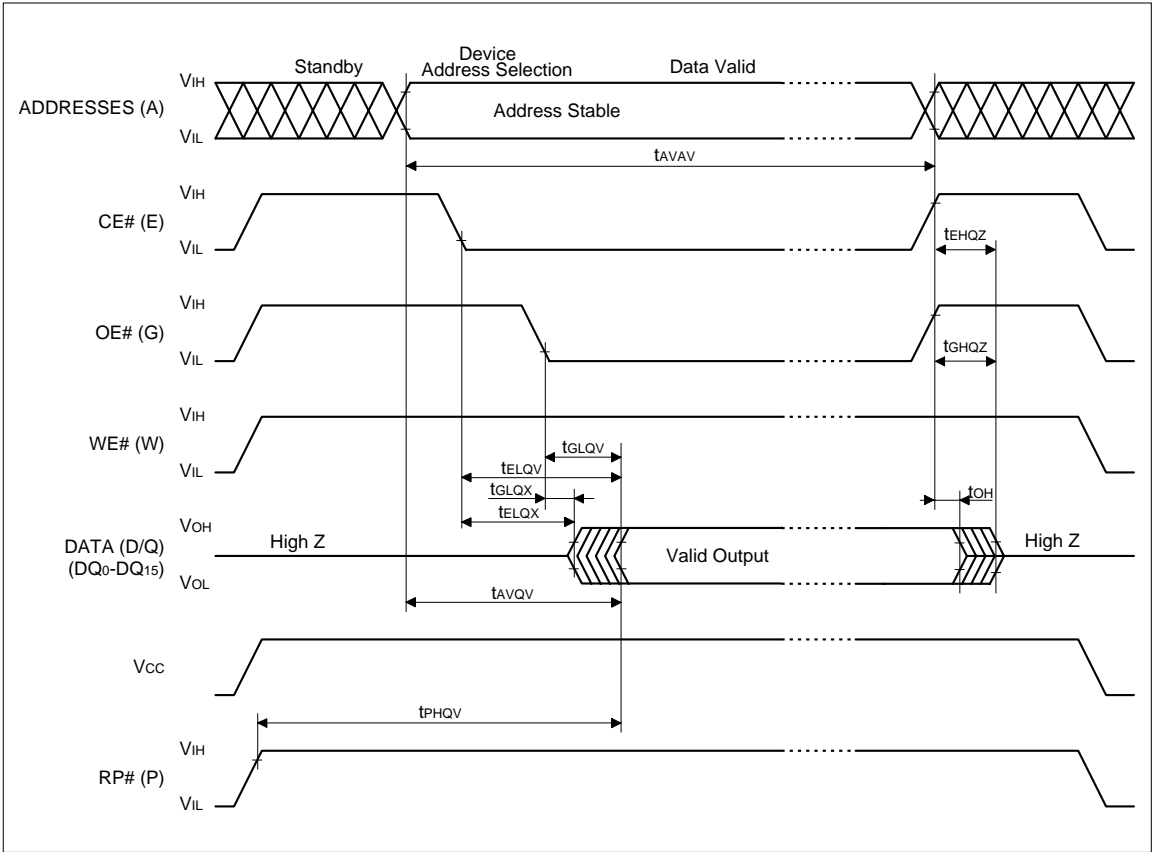 Standby
Device
Address Selection
Data Valid
VIH
ADDRESSES (A)
Address Stable
VIL
tAVAV
VIH
CE# (E)
VIL
tEHQZ
VIH
OE# (G)
VIL
tGHQZ
VIH
WE# (W)
VIL
tGLQV
tELQV
tGLQX
tOH
tELQX
VOH
High Z
High Z
DATA (D/Q)
(DQ0-DQ15)
Valid Output
VOL
tAVQV
VCC
tPHQV
VIH
RP# (P)
VIL